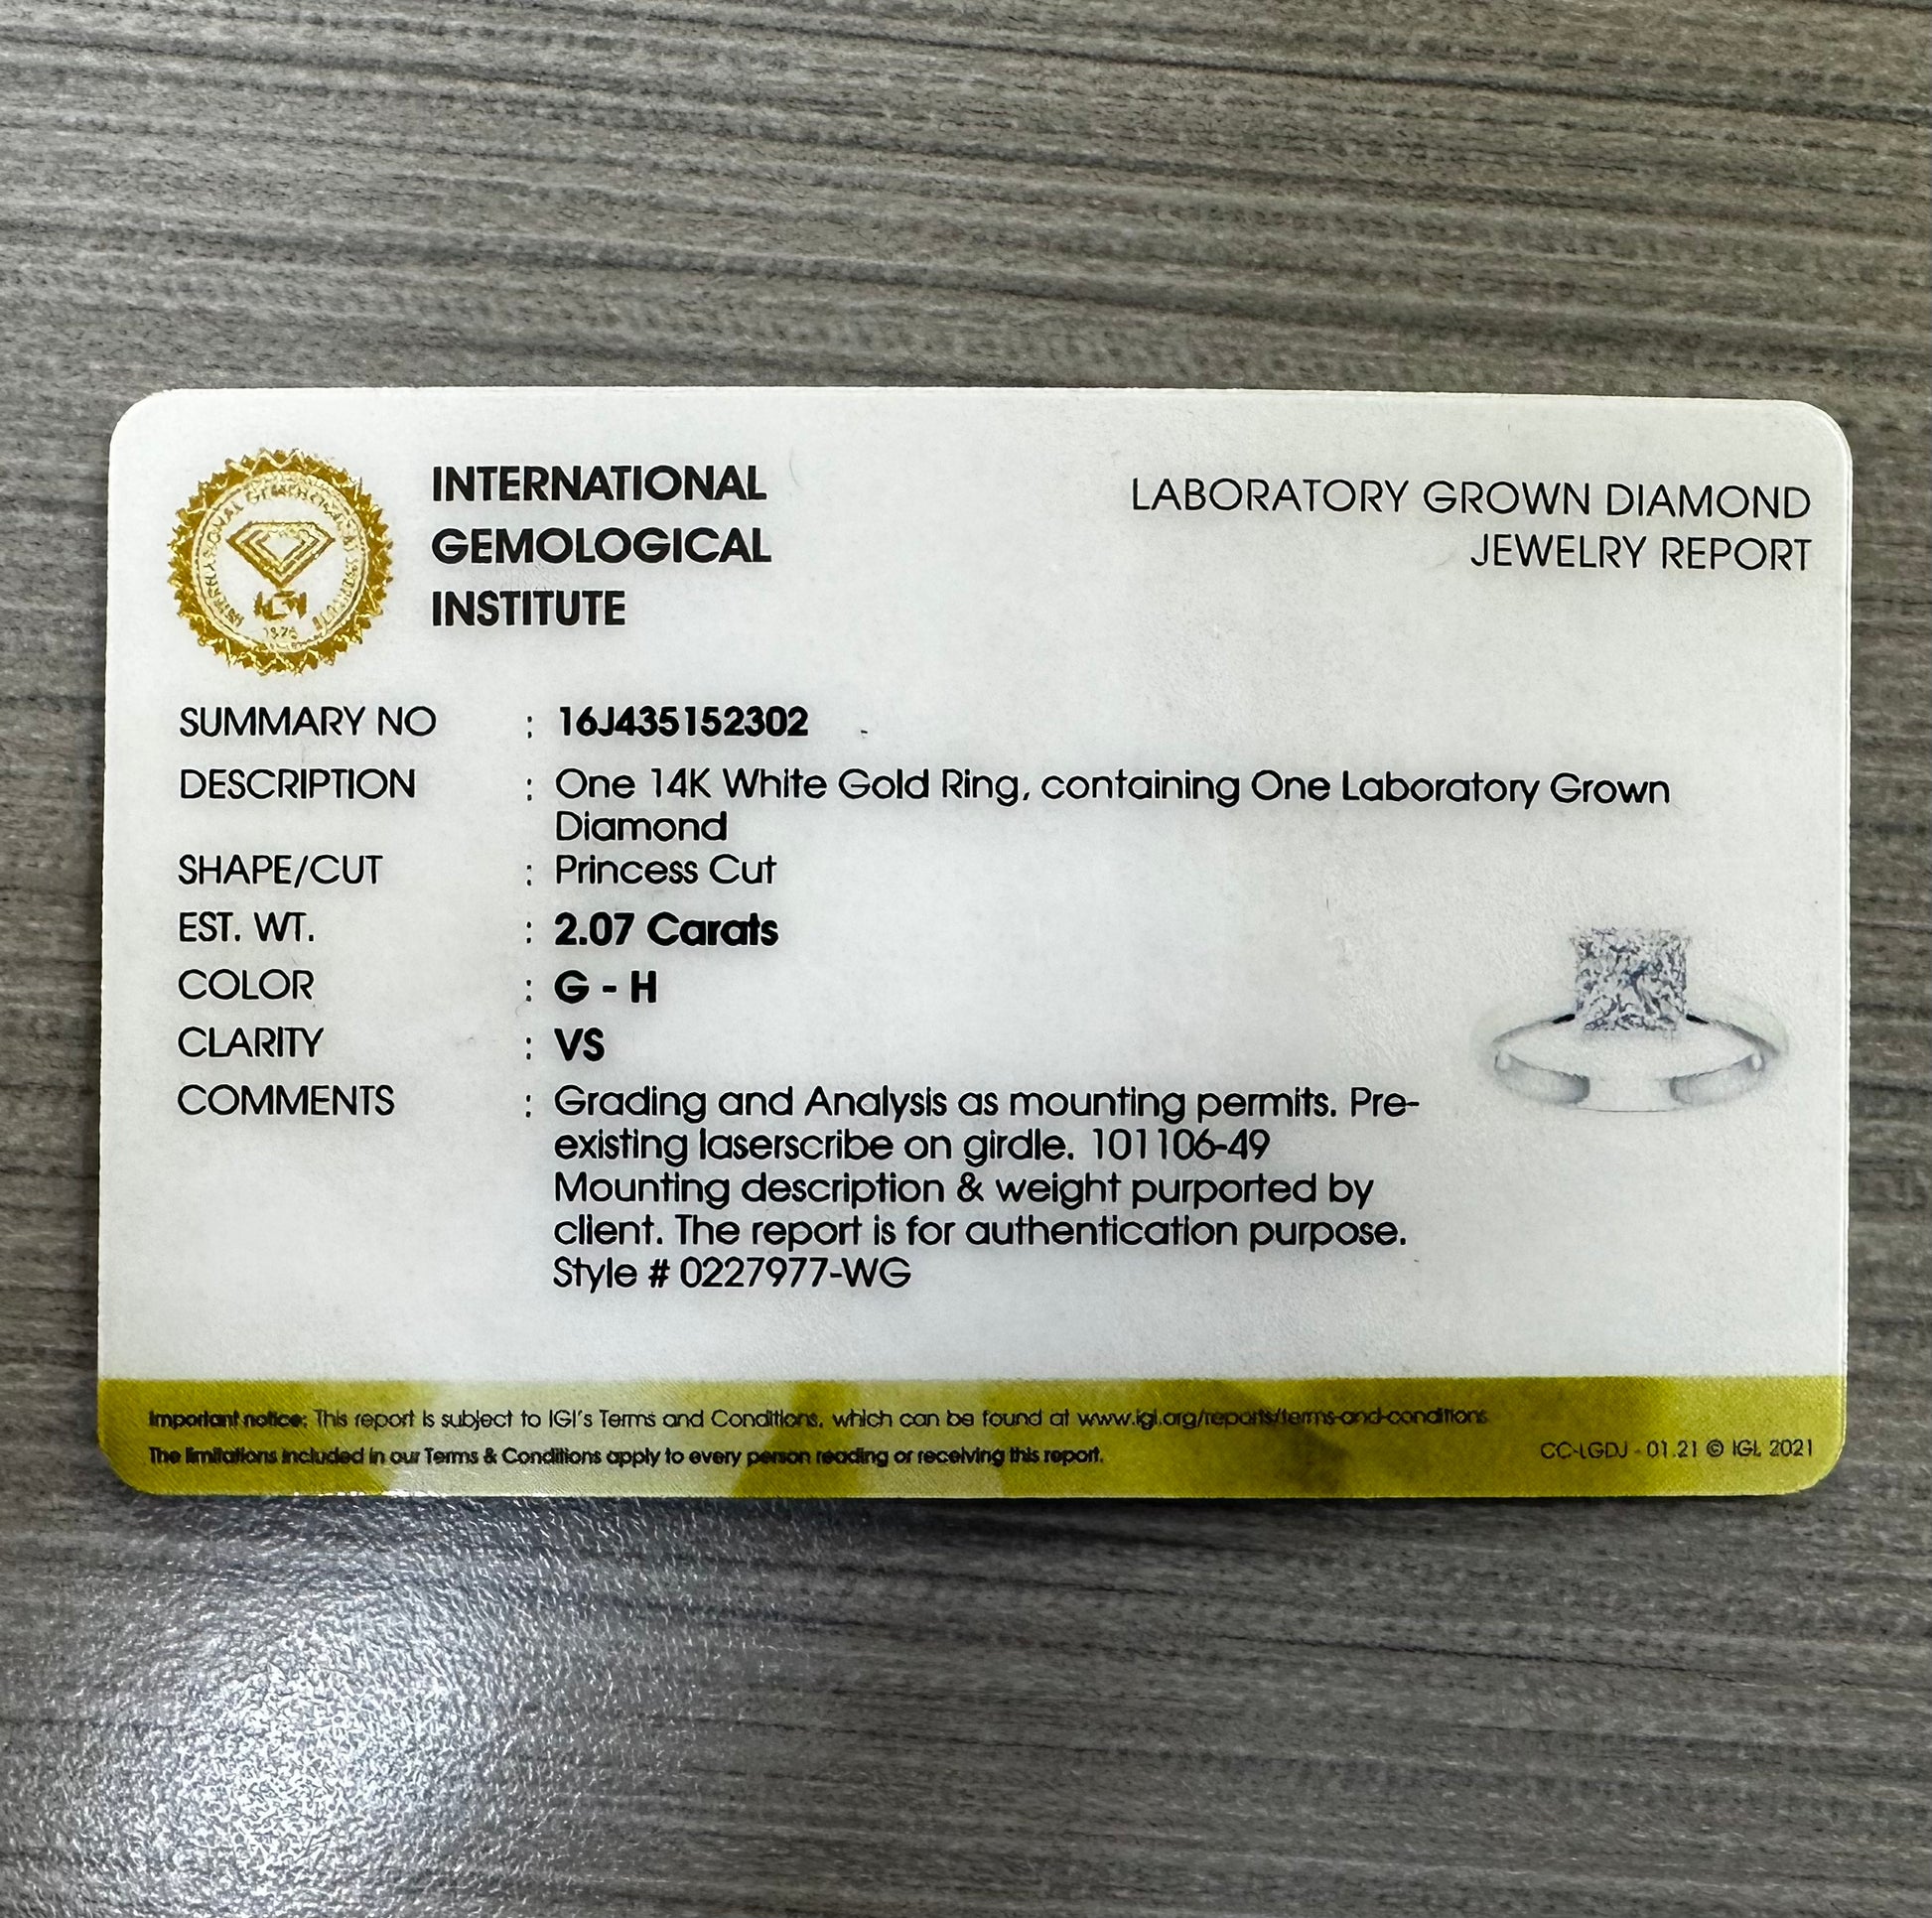 INTERNATIONAL
GEMOLOGICAL
INSTITUTE
LABORATORY GROWN DIAMOND
JEWELRY REPORT
SUMMARY NO : 16J435152302
DESCRIPTION : One 14K White Gold Ring, containing One Laboratory Grown
Diamond
SHAPE/CUT : Princess Cut
EST. WT. : 2.07 Carats
COLOR : G - H
CLARITY : VS
COMMENTS : Grading and Analysis as mounting permits. Pre-
existing laserscribe on girdle. 101106-49
Mounting description & weight purported by
client. The report is for authentication purpose.
Style # 0227977-WG
Important notice: This report is subject to IGI's Terms and Conditions, which can be found at www.igi.org/reports/terms-and-conditions
The limitations included in our Terms & Conditions apply to every person reading or receiving this report.
CC-LGDJ - 01.21 © IGI, 2021